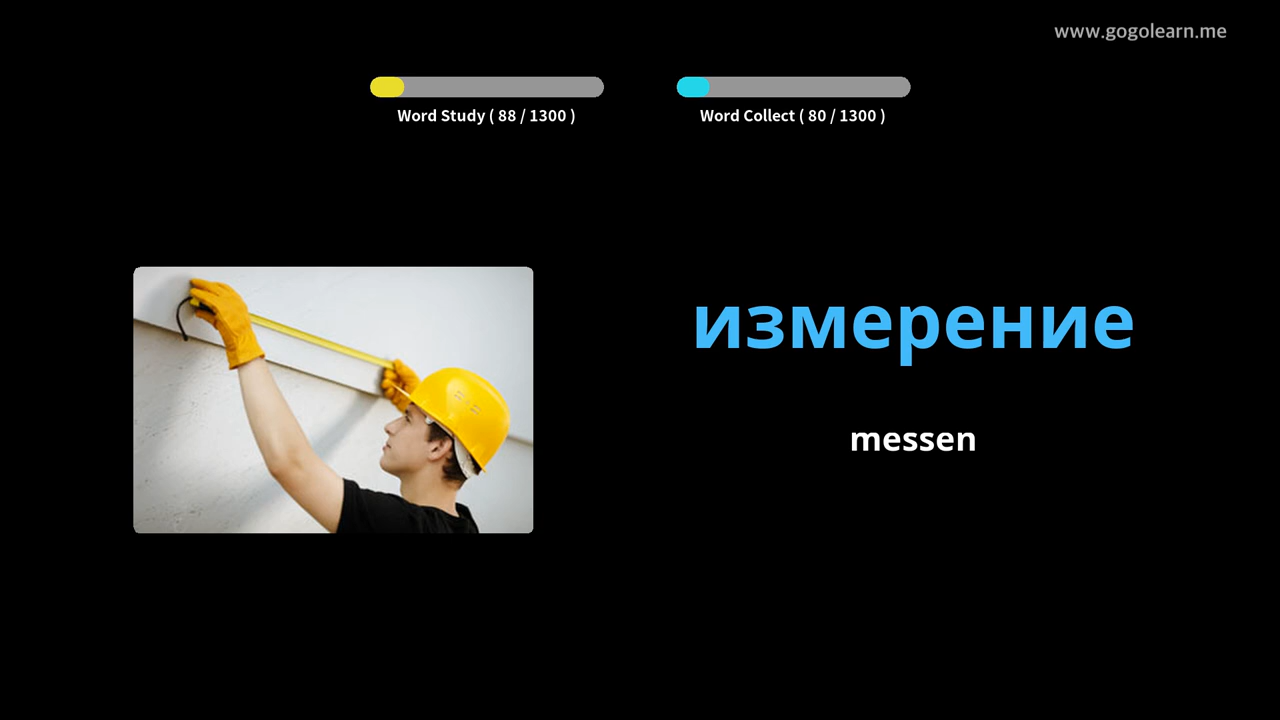 www.gogolearn.me
Word Study ( 88 / 1300 )
Word Collect ( 80 / 1300 )
измерение
messen